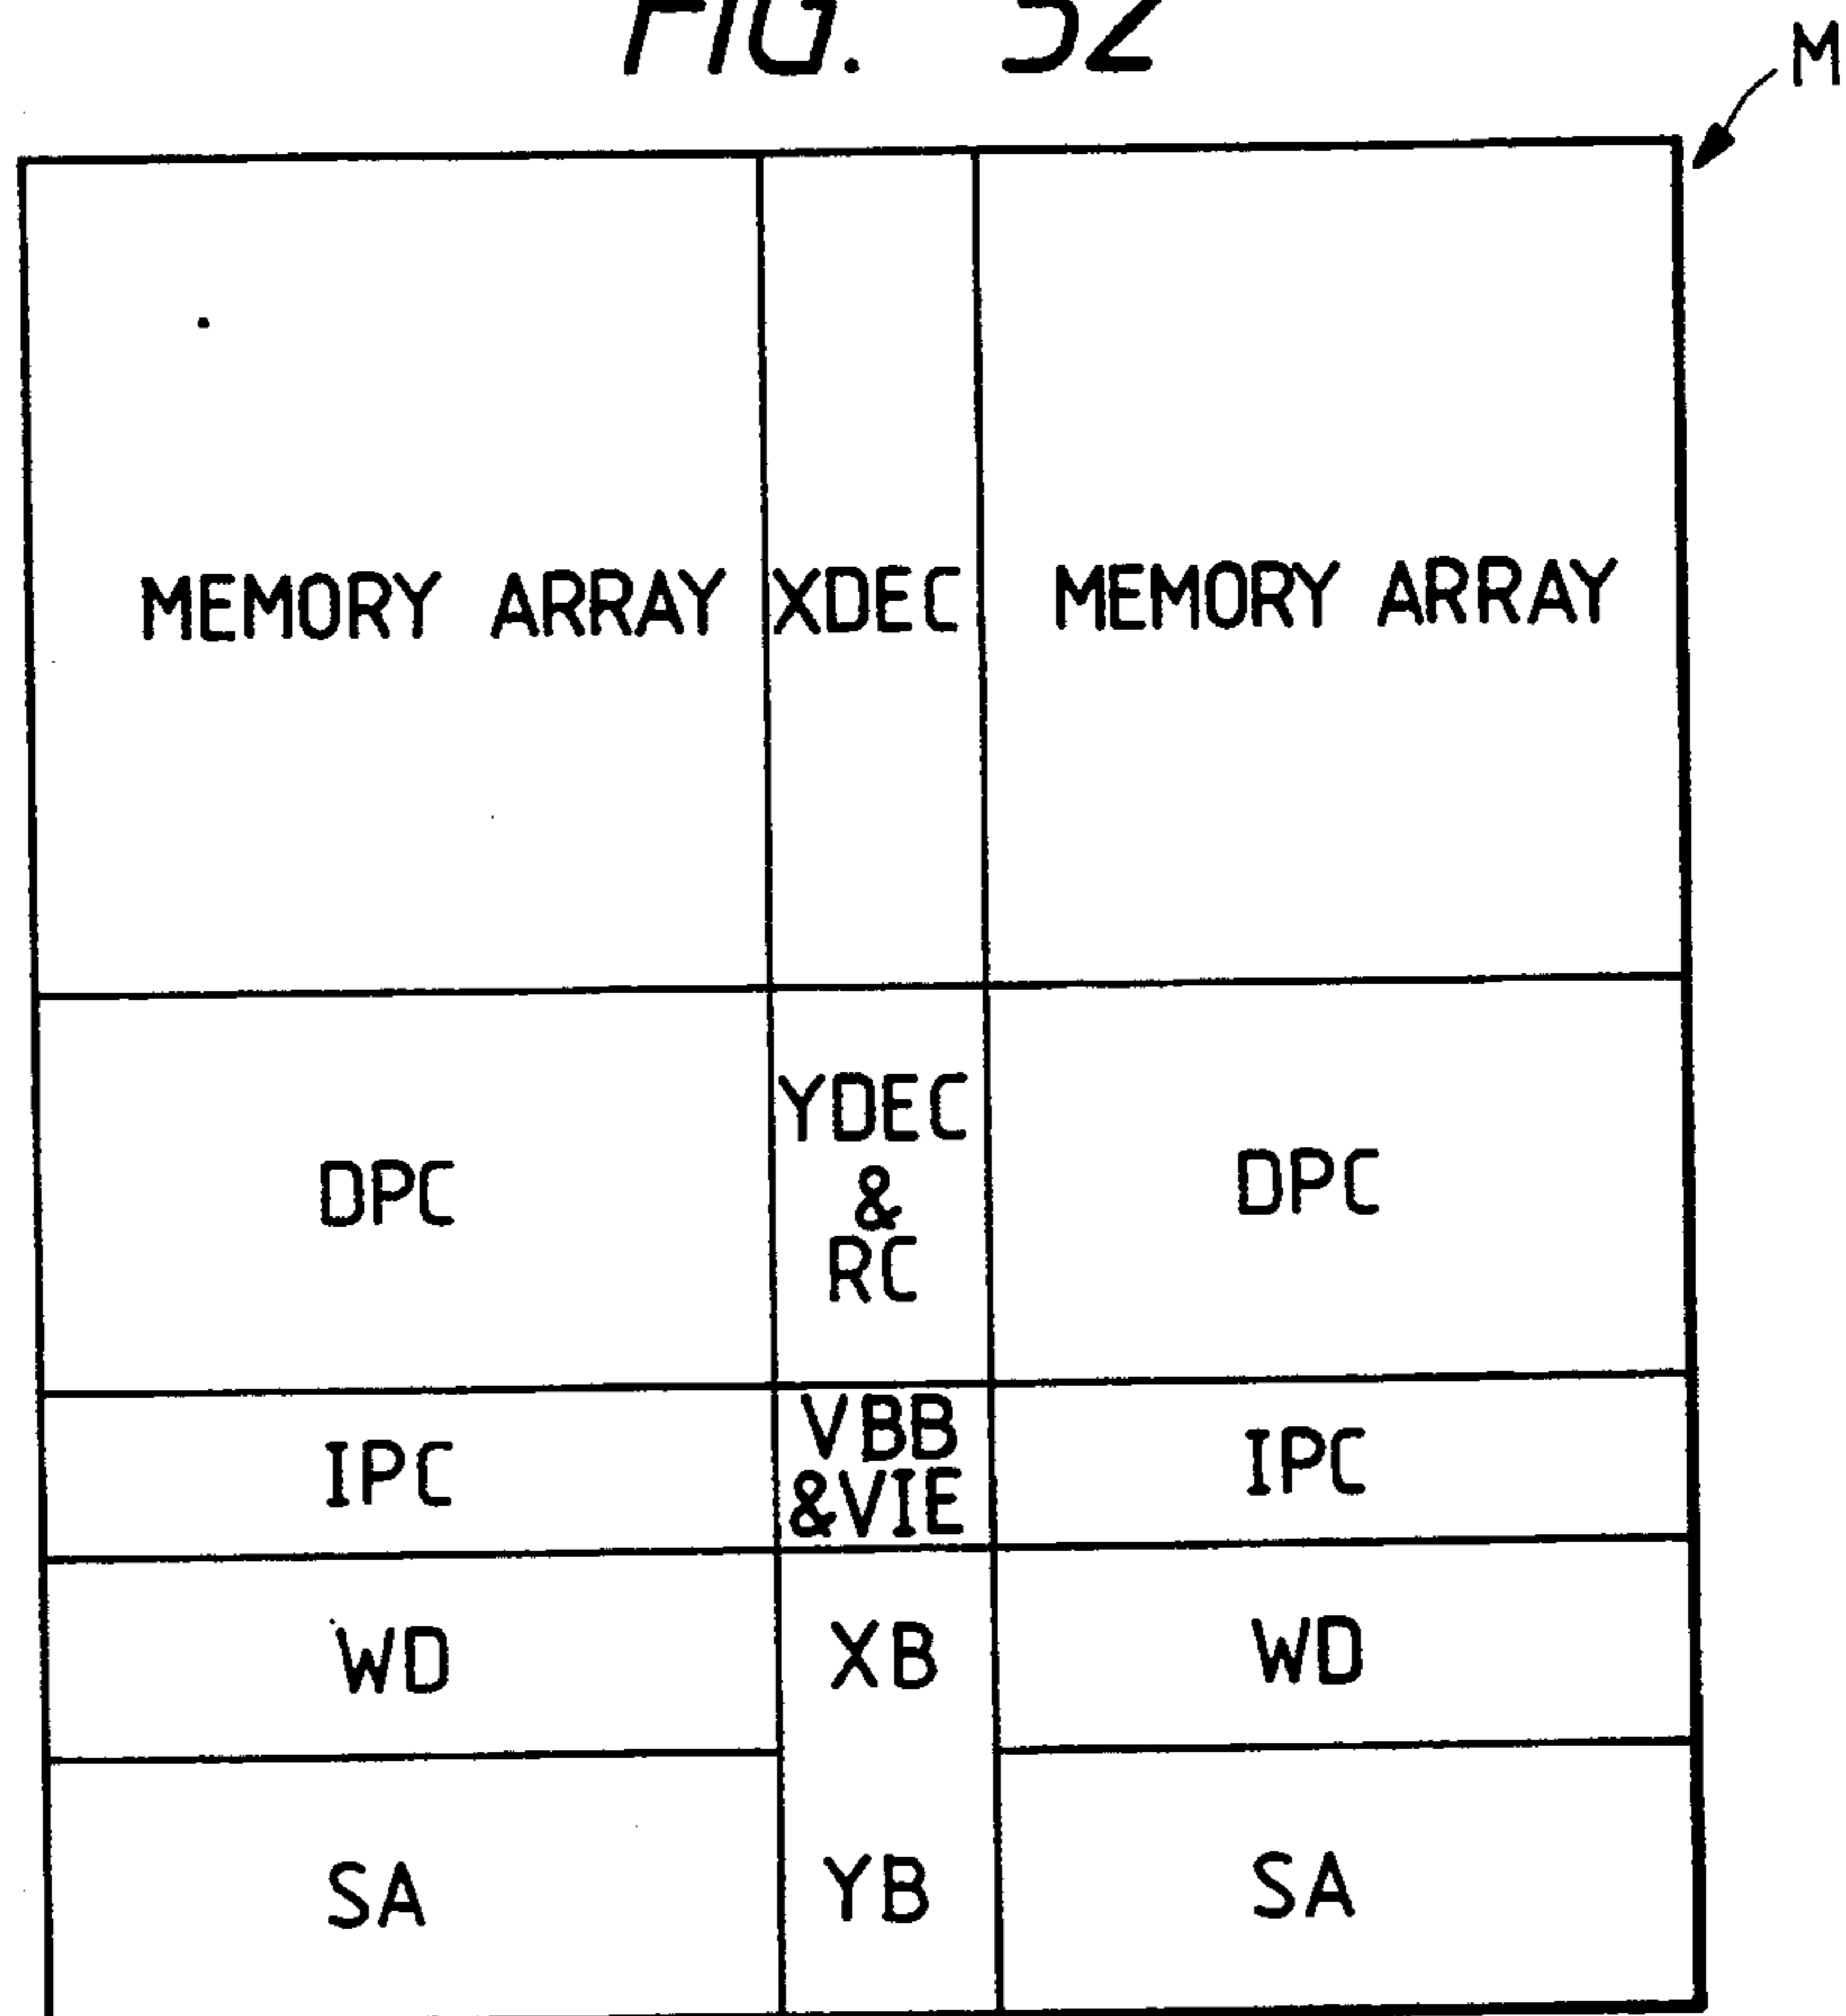 FIG. 32
M
MEMORY ARRAY XDEC MEMORY ARRAY
YDEC
DPC & DPC
RC
VBB
IPC &VIE IPC
WD XB WD
SA YB SA